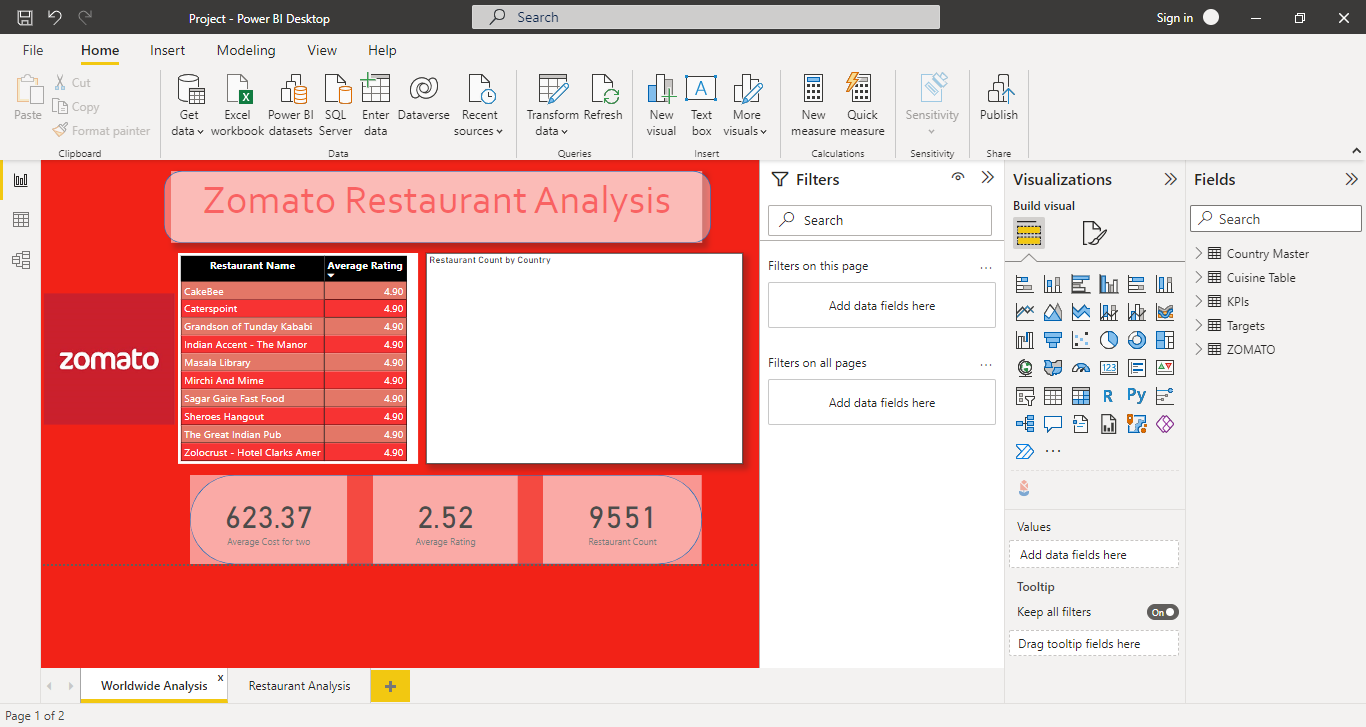 Project - Power BI Desktop
Search
Sign in
File Home Insert Modeling View Help
Paste
Cut
Copy
Format painter
Clipboard
Get data
Excel workbook
Power BI datasets
SQL Server
Enter data
Dataverse
Recent sources
Data
Transform data
Refresh
Queries
New visual
Text box
More visuals
Insert
New measure
Quick measure
Calculations
Sensitivity
Sensitivity
Publish
Share
Zomato Restaurant Analysis
zomato
Restaurant Name Average Rating
CakeBee 4.90
Caterspoint 4.90
Grandson of Tunday Kababi 4.90
Indian Accent - The Manor 4.90
Masala Library 4.90
Mirchi And Mime 4.90
Sagar Gaire Fast Food 4.90
Sheroes Hangout 4.90
The Great Indian Pub 4.90
Zolocrust - Hotel Clarks Amer 4.90
Restaurant Count by Country
623.37
Average Cost for two
2.52
Average Rating
9551
Restaurant Count
Filters
Search
Filters on this page
Add data fields here
Filters on all pages
Add data fields here
Visualizations
Build visual
123
R
Py
Values
Add data fields here
Tooltip
Keep all filters On
Drag tooltip fields here
Fields
Search
Country Master
Cuisine Table
KPIs
Targets
ZOMATO
Worldwide Analysis x
Restaurant Analysis
Page 1 of 2